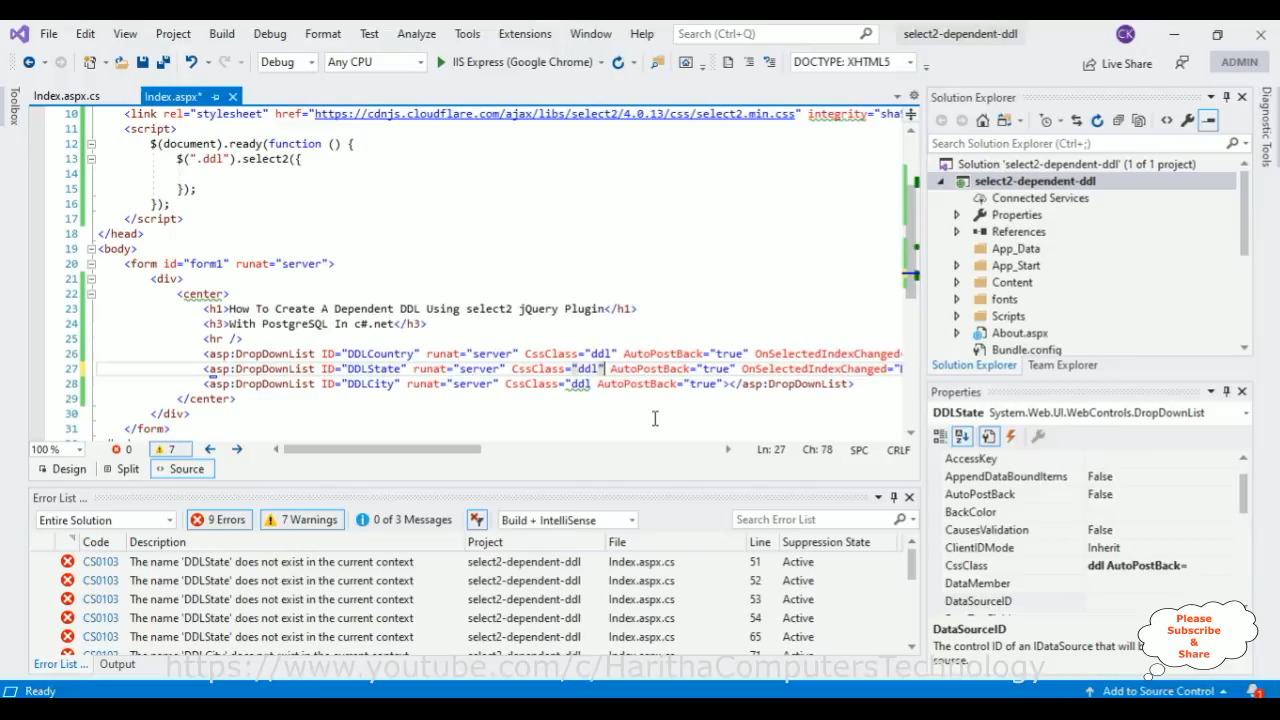 File Edit View Project Build Debug Format Test Analyze Tools Extensions Window Help Search (Ctrl+Q) select2-dependent-ddl CK
Debug Any CPU IIS Express (Google Chrome) DOCTYPE: XHTML5 Live Share ADMIN
Toolbox
Index.aspx.cs Index.aspx*
10 <link rel="stylesheet" href="https://cdnjs.cloudflare.com/ajax/libs/select2/4.0.13/css/select2.min.css" integrity="sha
11 <script>
12 $(document).ready(function () {
13 $(".ddl").select2({
14
15 });
16 });
17 </script>
18 </head>
19 <body>
20 <form id="form1" runat="server">
21 <div>
22 <center>
23 <h1>How To Create A Dependent DDL Using select2 jQuery Plugin</h1>
24 <h3>With PostgreSQL In c#.net</h3>
25 <hr />
26 <asp:DropDownList ID="DDLCountry" runat="server" CssClass="ddl" AutoPostBack="true" OnSelectedIndexChanged=
27 <asp:DropDownList ID="DDLState" runat="server" CssClass="ddl" AutoPostBack="true" OnSelectedIndexChanged="
28 <asp:DropDownList ID="DDLCity" runat="server" CssClass="ddl AutoPostBack="true"></asp:DropDownList>
29 </center>
30 </div>
31 </form>
100 % 0 7 Ln: 27 Ch: 78 SPC CRLF
Design Split Source
Error List ...
Entire Solution 9 Errors 7 Warnings 0 of 3 Messages Build + IntelliSense Search Error List
Code Description Project File Line Suppression State
CS0103 The name 'DDLState' does not exist in the current context select2-dependent-ddl Index.aspx.cs 51 Active
CS0103 The name 'DDLState' does not exist in the current context select2-dependent-ddl Index.aspx.cs 52 Active
CS0103 The name 'DDLState' does not exist in the current context select2-dependent-ddl Index.aspx.cs 53 Active
CS0103 The name 'DDLState' does not exist in the current context select2-dependent-ddl Index.aspx.cs 54 Active
CS0103 The name 'DDLState' does not exist in the current context select2-dependent-ddl Index.aspx.cs 65 Active
Error List ... Output
https://www.youtube.com/c/HarithaComputersTechnology
Ready
Solution Explorer
Search Solution Explorer (Ctrl+;)
Solution 'select2-dependent-ddl' (1 of 1 project)
select2-dependent-ddl
Connected Services
Properties
References
App_Data
App_Start
Content
fonts
Scripts
About.aspx
Bundle.config
Solution Explorer Team Explorer
Properties
DDLState System.Web.UI.WebControls.DropDownList
AccessKey
AppendDataBoundItems False
AutoPostBack False
BackColor
CausesValidation False
ClientIDMode Inherit
CssClass ddl AutoPostBack=
DataMember
DataSourceID
DataSourceID
The control ID of an IDataSource that will b
source.
Please
Subscribe
&
Share
Add to Source Control
1
Diagnostic Tools